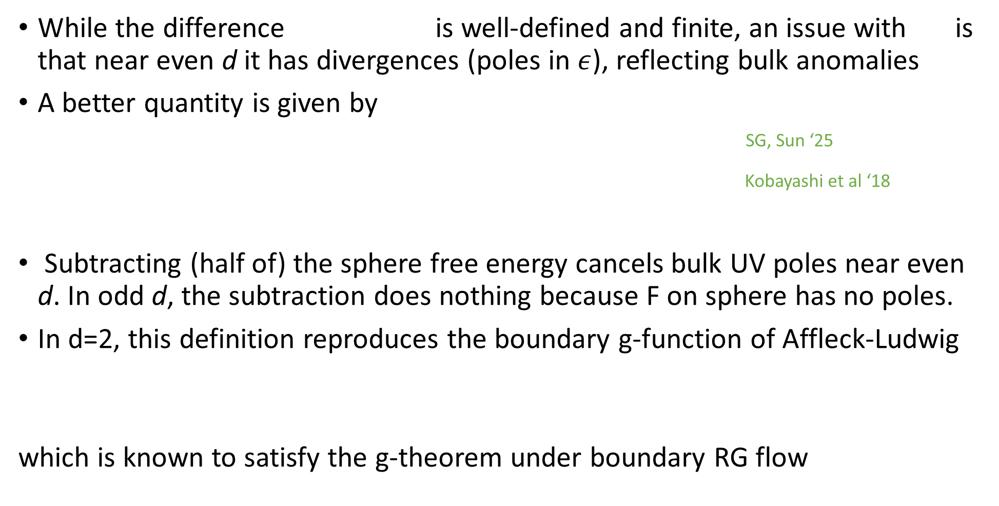 • While the difference is well-defined and finite, an issue with is
that near even d it has divergences (poles in ϵ), reflecting bulk anomalies
• A better quantity is given by
SG, Sun ‘25
Kobayashi et al ‘18
• Subtracting (half of) the sphere free energy cancels bulk UV poles near even
d. In odd d, the subtraction does nothing because F on sphere has no poles.
• In d=2, this definition reproduces the boundary g-function of Affleck-Ludwig
which is known to satisfy the g-theorem under boundary RG flow